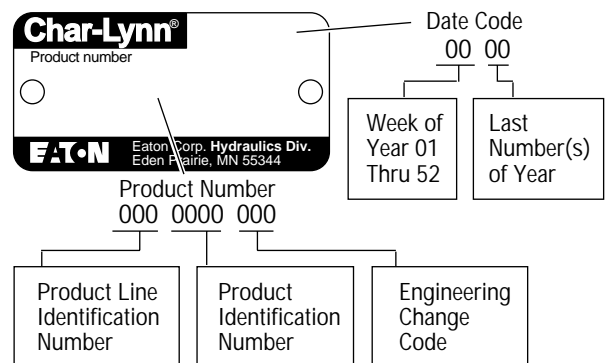 Char-Lynn®
Product number
EATON Eaton Corp. Hydraulics Div.
Eden Prairie, MN 55344
Date Code
00 00
Week of
Year 01
Thru 52
Last
Number(s)
of Year
Product Number
000 0000 000
Product Line
Identification
Number
Product
Identification
Number
Engineering
Change
Code